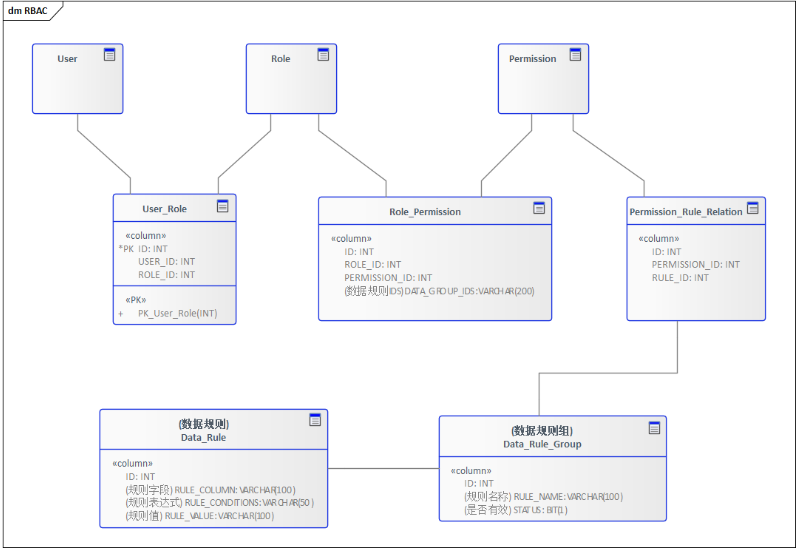 dm RBAC
User
Role
Permission
User_Role
«column»
*PK ID: INT
USER_ID: INT
ROLE_ID: INT
«PK»
+ PK_User_Role(INT)
Role_Permission
«column»
ID: INT
ROLE_ID: INT
PERMISSION_ID: INT
(数据规则IDS)DATA_GROUP_IDS: VARCHAR(200)
Permission_Rule_Relation
«column»
ID: INT
PERMISSION_ID: INT
RULE_ID: INT
(数据规则)
Data_Rule
«column»
ID: INT
(规则字段) RULE_COLUMN: VARCHAR(100)
(规则表达式) RULE_CONDITIONS: VARCHAR(50)
(规则值) RULE_VALUE: VARCHAR(100)
(数据规则组)
Data_Rule_Group
«column»
ID: INT
(规则名称) RULE_NAME: VARCHAR(100)
(是否有效) STATUS: BIT(1)